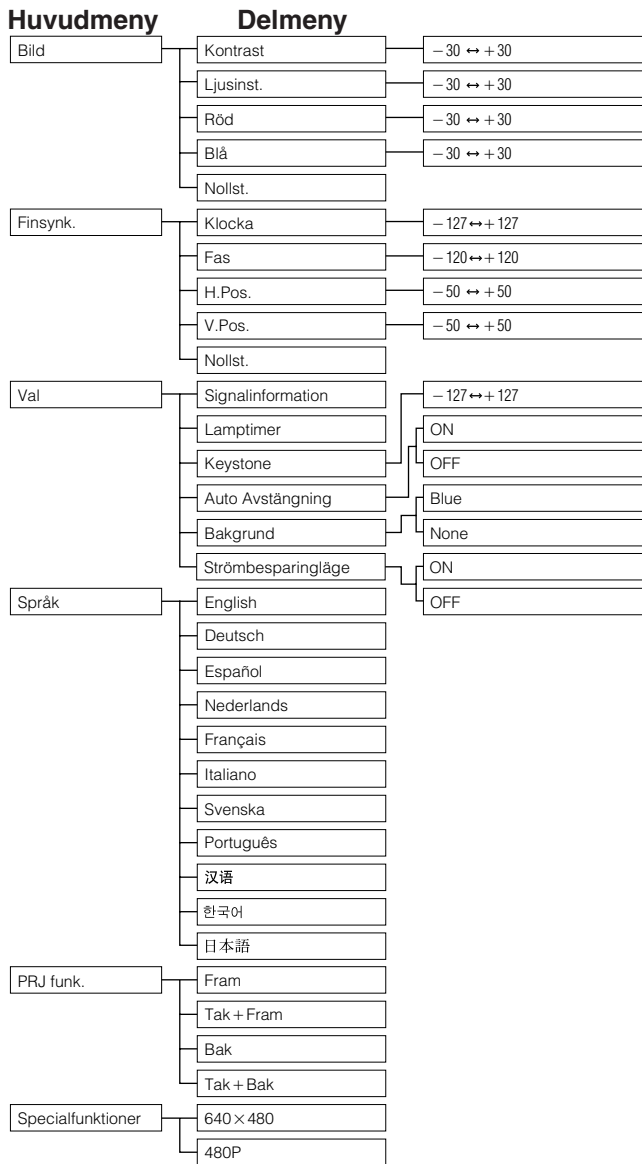 Huvudmeny Delmeny
Bild Kontrast −30 ↔ +30
Ljusinst. −30 ↔ +30
Röd −30 ↔ +30
Blå −30 ↔ +30
Nollst.
Finsynk. Klocka −127↔+127
Fas −120↔+120
H.Pos. −50 ↔ +50
V.Pos. −50 ↔ +50
Nollst.
Val Signalinformation −127↔+127
Lamptimer ON
Keystone OFF
Auto Avstängning Blue
Bakgrund None
Strömbesparingläge ON
Språk English OFF
Deutsch
Español
Nederlands
Français
Italiano
Svenska
Português
汉语
한국어
日本語
PRJ funk. Fram
Tak+Fram
Bak
Tak+Bak
Specialfunktioner 640×480
480P